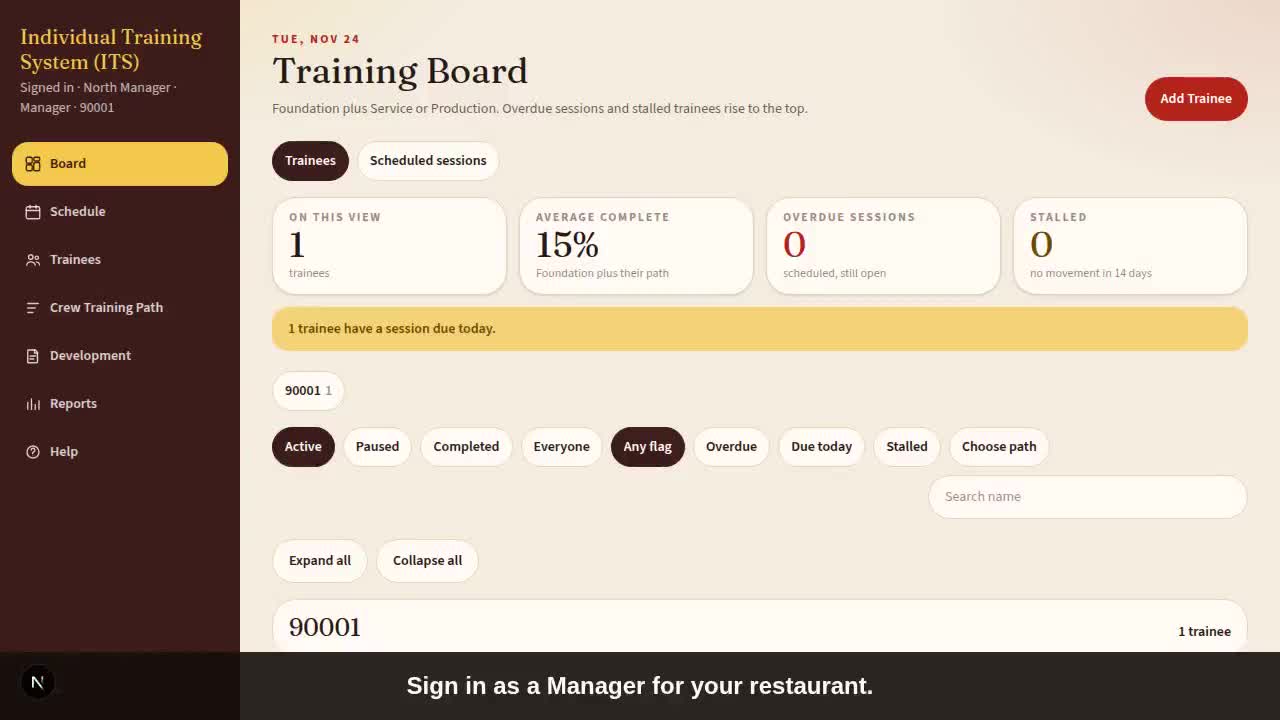 Individual Training
System (ITS)
Signed in · North Manager ·
Manager · 90001
Board
Schedule
Trainees
Crew Training Path
Development
Reports
Help
N
TUE, NOV 24
Training Board
Foundation plus Service or Production. Overdue sessions and stalled trainees rise to the top.
Add Trainee
Trainees
Scheduled sessions
ON THIS VIEW
1
trainees
AVERAGE COMPLETE
15%
Foundation plus their path
OVERDUE SESSIONS
0
scheduled, still open
STALLED
0
no movement in 14 days
1 trainee have a session due today.
90001 1
Active
Paused
Completed
Everyone
Any flag
Overdue
Due today
Stalled
Choose path
Search name
Expand all
Collapse all
90001
1 trainee
Sign in as a Manager for your restaurant.